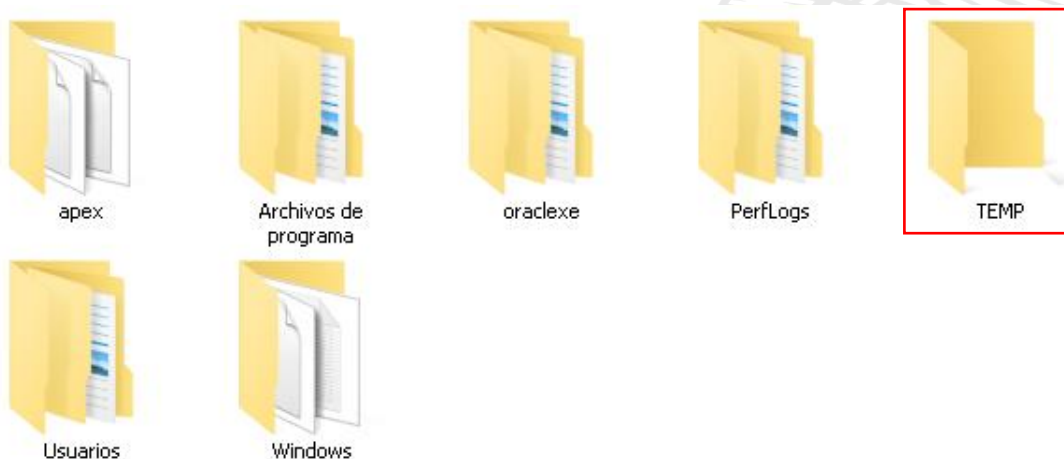 apex
Archivos de
programa
oraclexe
PerfLogs
TEMP
Usuarios
Windows